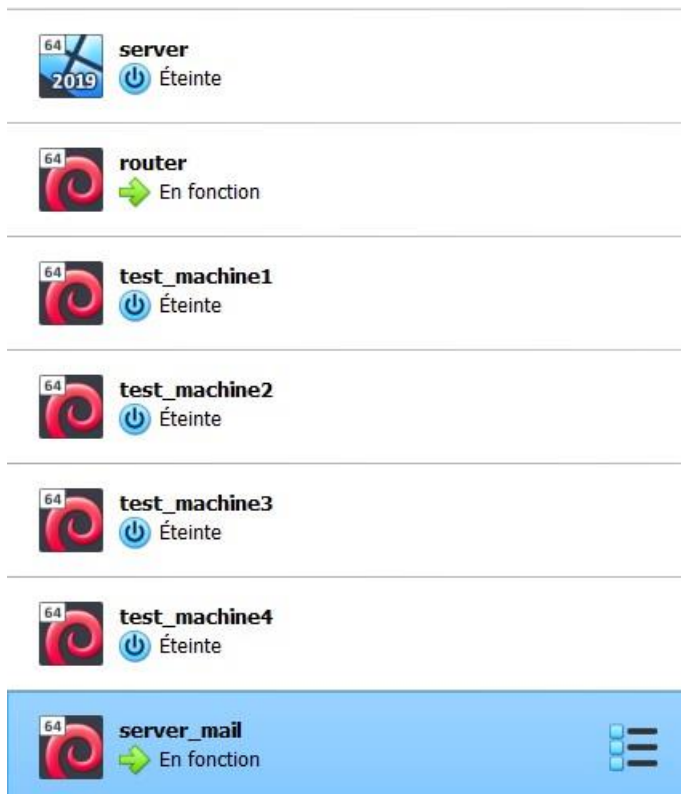 64
2019
server
Éteinte
64
router
En fonction
64
test_machine1
Éteinte
64
test_machine2
Éteinte
64
test_machine3
Éteinte
64
test_machine4
Éteinte
64
server_mail
En fonction